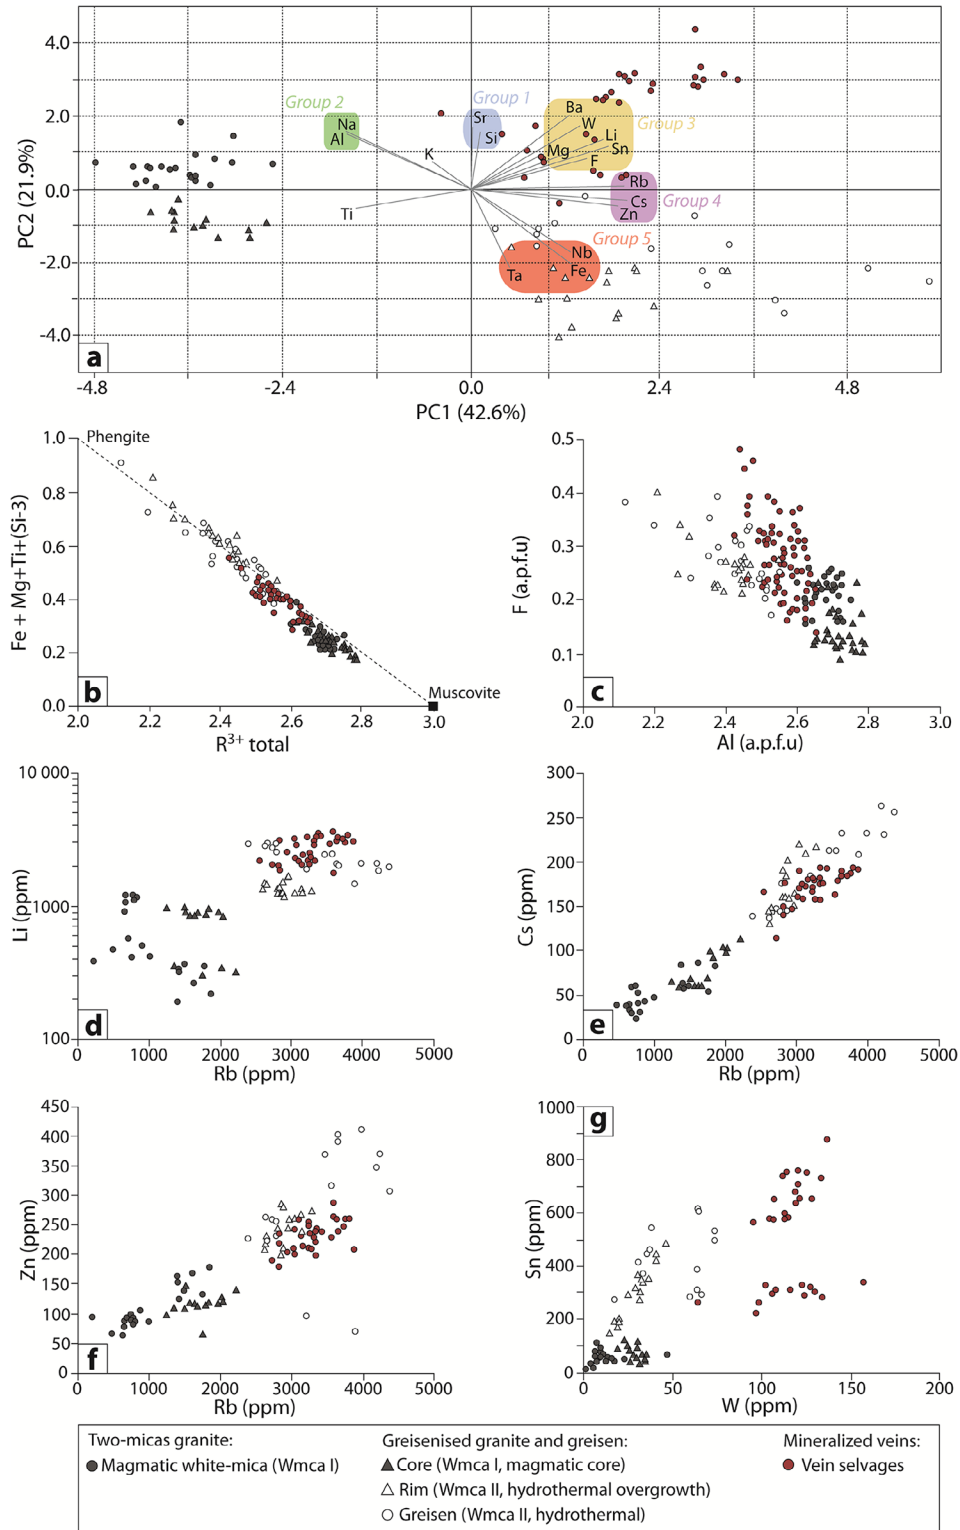 4.0
2.0
0.0
-2.0
-4.0
PC2 (21.9%)
Group 2
Na
Al
Group 1
Sr
Si
Ba
W
Group 3
Li
Sn
Mg
F
K
Ti
Rb
Cs
Zn
Group 4
Group 5
Nb
Fe
Ta
a
-4.8
-2.4
0.0
2.4
4.8
PC1 (42.6%)
1.0
0.8
0.6
0.4
0.2
0.0
Fe + Mg+Ti+(Si-3)
Phengite
Muscovite
b
2.0
2.2
2.4
2.6
2.8
3.0
R3+ total
0.5
0.4
0.3
0.2
0.1
0
F (a.p.f.u)
c
2.0
2.2
2.4
2.6
2.8
3.0
Al (a.p.f.u)
10 000
1000
100
Li (ppm)
d
0
1000
2000
3000
4000
5000
Rb (ppm)
300
250
200
150
100
50
0
Cs (ppm)
e
0
1000
2000
3000
4000
5000
Rb (ppm)
450
400
350
300
250
200
150
100
50
0
Zn (ppm)
f
0
1000
2000
3000
4000
5000
Rb (ppm)
1000
800
600
400
200
0
Sn (ppm)
g
0
50
100
150
200
W (ppm)
Two-micas granite:
Magmatic white-mica (Wmca I)
Greisenised granite and greisen:
Core (Wmca I, magmatic core)
Rim (Wmca II, hydrothermal overgrowth)
Greisen (Wmca II, hydrothermal)
Mineralized veins:
Vein selvages